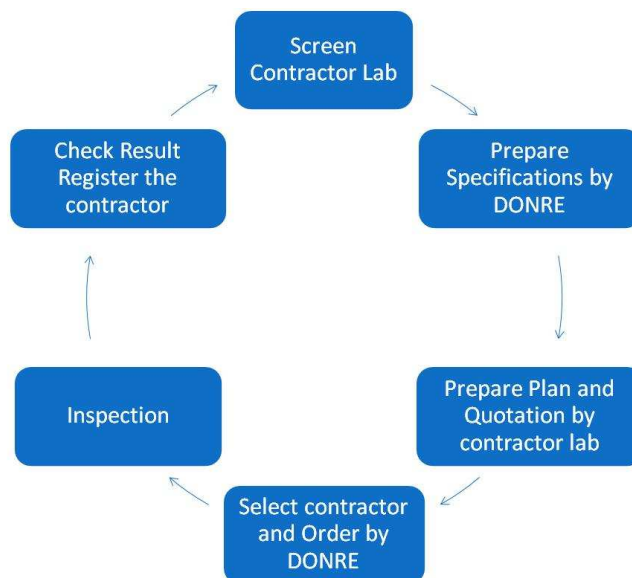 Screen
Contractor Lab
Prepare
Specifications by
DONRE
Prepare Plan and
Quotation by
contractor lab
Select contractor
and Order by
DONRE
Inspection
Check Result
Register the
contractor